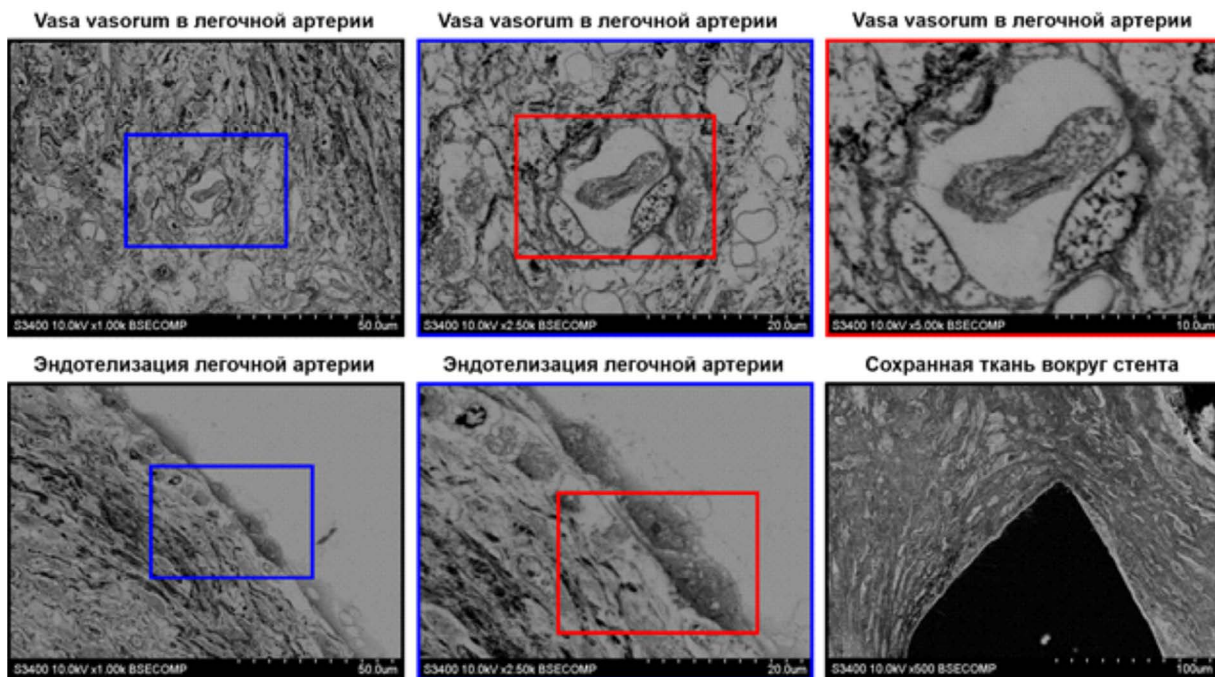 Vasa vasorum в легочной артерии
Vasa vasorum в легочной артерии
Vasa vasorum в легочной артерии
S3400 10.0kV x1.00k BSECOMP 50.0um
S3400 10.0kV x2.50k BSECOMP 20.0um
S3400 10.0kV x5.00k BSECOMP 10.0um
Эндотелизация легочной артерии
Эндотелизация легочной артерии
Сохранная ткань вокруг стента
S3400 10.0kV x1.00k BSECOMP 50.0um
S3400 10.0kV x2.50k BSECOMP 20.0um
S3400 10.0kV x500 BSECOMP 100um